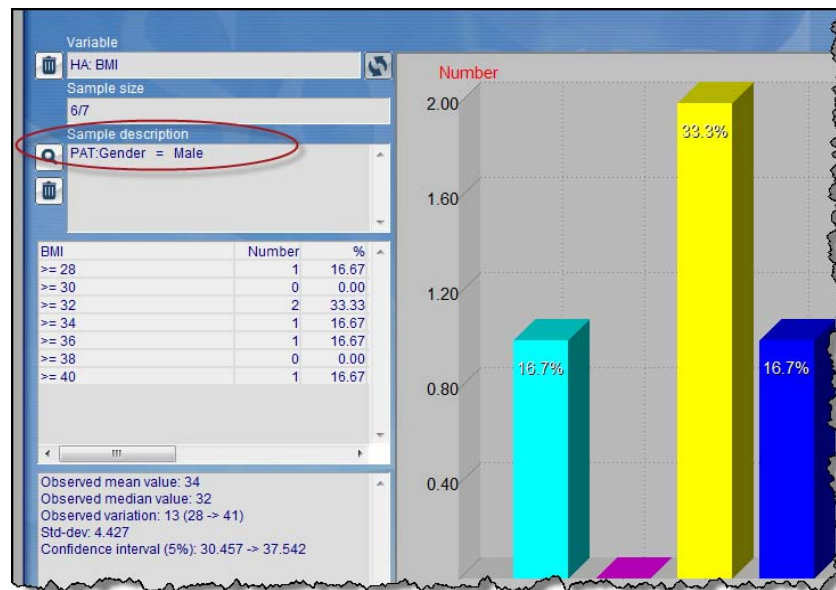 Variable
HA: BMI
Sample size
6/7
Sample description
PAT:Gender = Male
BMI Number %
>= 28 1 16.67
>= 30 0 0.00
>= 32 2 33.33
>= 34 1 16.67
>= 36 1 16.67
>= 38 0 0.00
>= 40 1 16.67
Observed mean value: 34
Observed median value: 32
Observed variation: 13 (28 -> 41)
Std-dev: 4.427
Confidence interval (5%): 30.457 -> 37.542
Number
2.00
1.60
1.20
0.80
0.40
16.7%
33.3%
16.7%